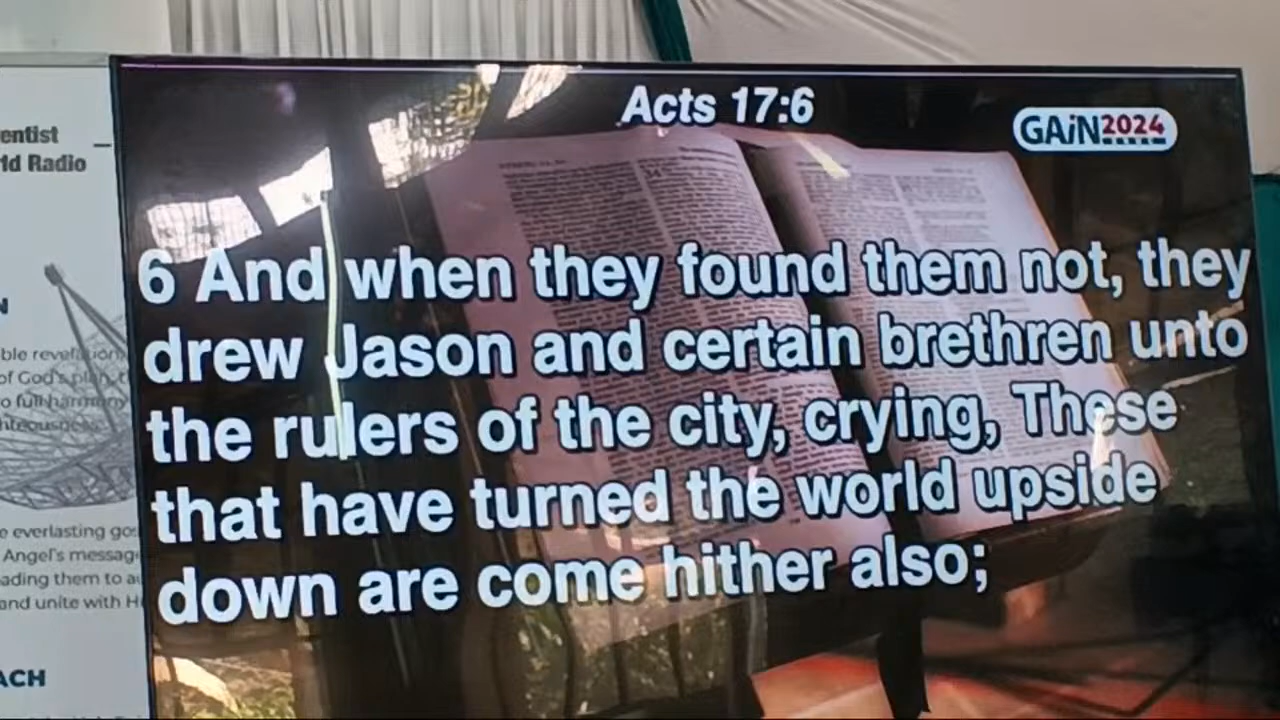 Acts 17:6
GAiN2024
6 And when they found them not, they
drew Jason and certain brethren unto
the rulers of the city, crying, These
that have turned the world upside
down are come hither also;
entist
ld Radio
N
ble revelation
of God's plan,
o full harmony
hteousness
e everlasting go
Angel's message
ading them to a
and unite with H
ACH